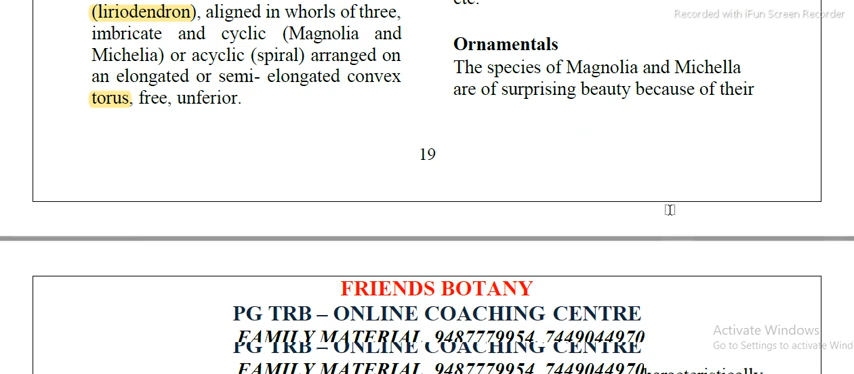 Recorded with iFun Screen Recorder
(liriodendron), aligned in whorls of three,
imbricate and cyclic (Magnolia and
Michelia) or acyclic (spiral) arranged on
an elongated or semi- elongated convex
torus, free, unferior.
etc.
Ornamentals
The species of Magnolia and Michella
are of surprising beauty because of their
19
FRIENDS BOTANY
PG TRB – ONLINE COACHING CENTRE
FAMILY MATERIAL 9487779954 7449044970
PG TRB – ONLINE COACHING CENTRE
FAMILY MATERIAL 9487779954 7449044970
characteristically
Activate Windows
Go to Settings to activate Wind